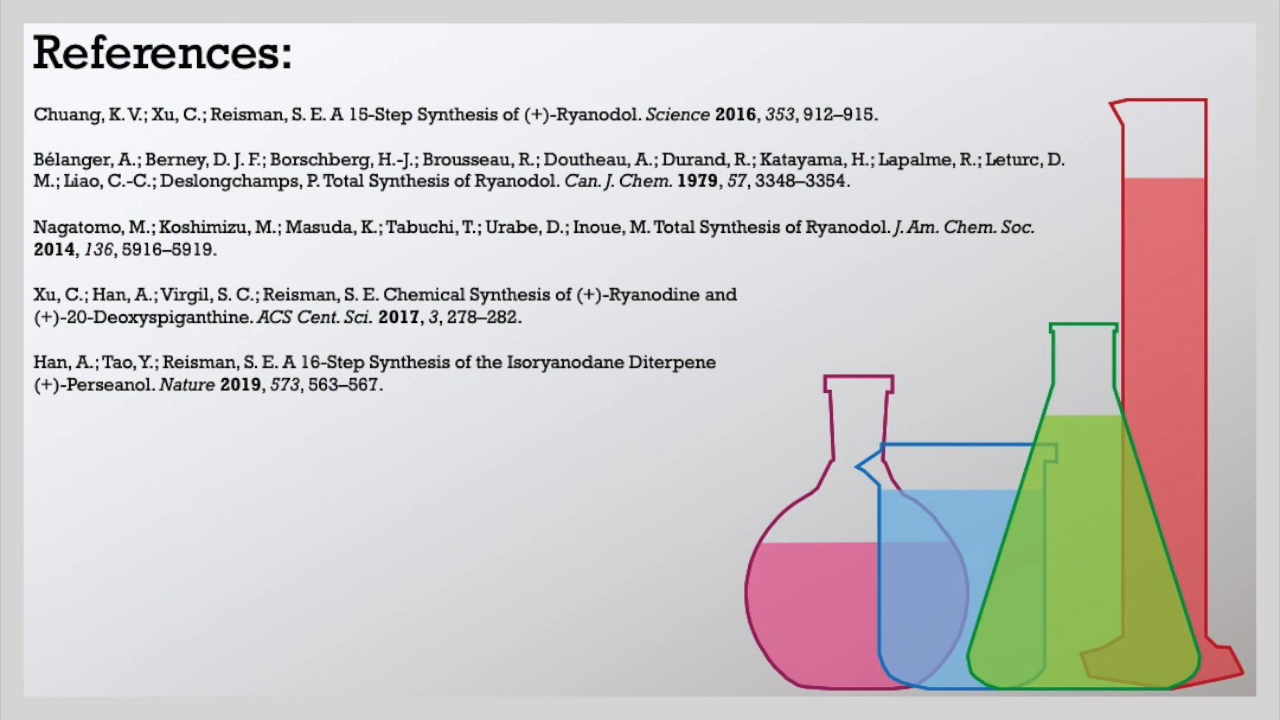 References:
Chuang, K. V.; Xu, C.; Reisman, S. E. A 15-Step Synthesis of (+)-Ryanodol. Science 2016, 353, 912–915.
Bélanger, A.; Berney, D. J. F.; Borschberg, H.-J.; Brousseau, R.; Doutheau, A.; Durand, R.; Katayama, H.; Lapalme, R.; Leturc, D.
M.; Liao, C.-C.; Deslongchamps, P. Total Synthesis of Ryanodol. Can. J. Chem. 1979, 57, 3348–3354.
Nagatomo, M.; Koshimizu, M.; Masuda, K.; Tabuchi, T.; Urabe, D.; Inoue, M. Total Synthesis of Ryanodol. J. Am. Chem. Soc.
2014, 136, 5916–5919.
Xu, C.; Han, A.; Virgil, S. C.; Reisman, S. E. Chemical Synthesis of (+)-Ryanodine and
(+)-20-Deoxyspiganthine. ACS Cent. Sci. 2017, 3, 278–282.
Han, A.; Tao, Y.; Reisman, S. E. A 16-Step Synthesis of the Isoryanodane Diterpene
(+)-Perseanol. Nature 2019, 573, 563–567.